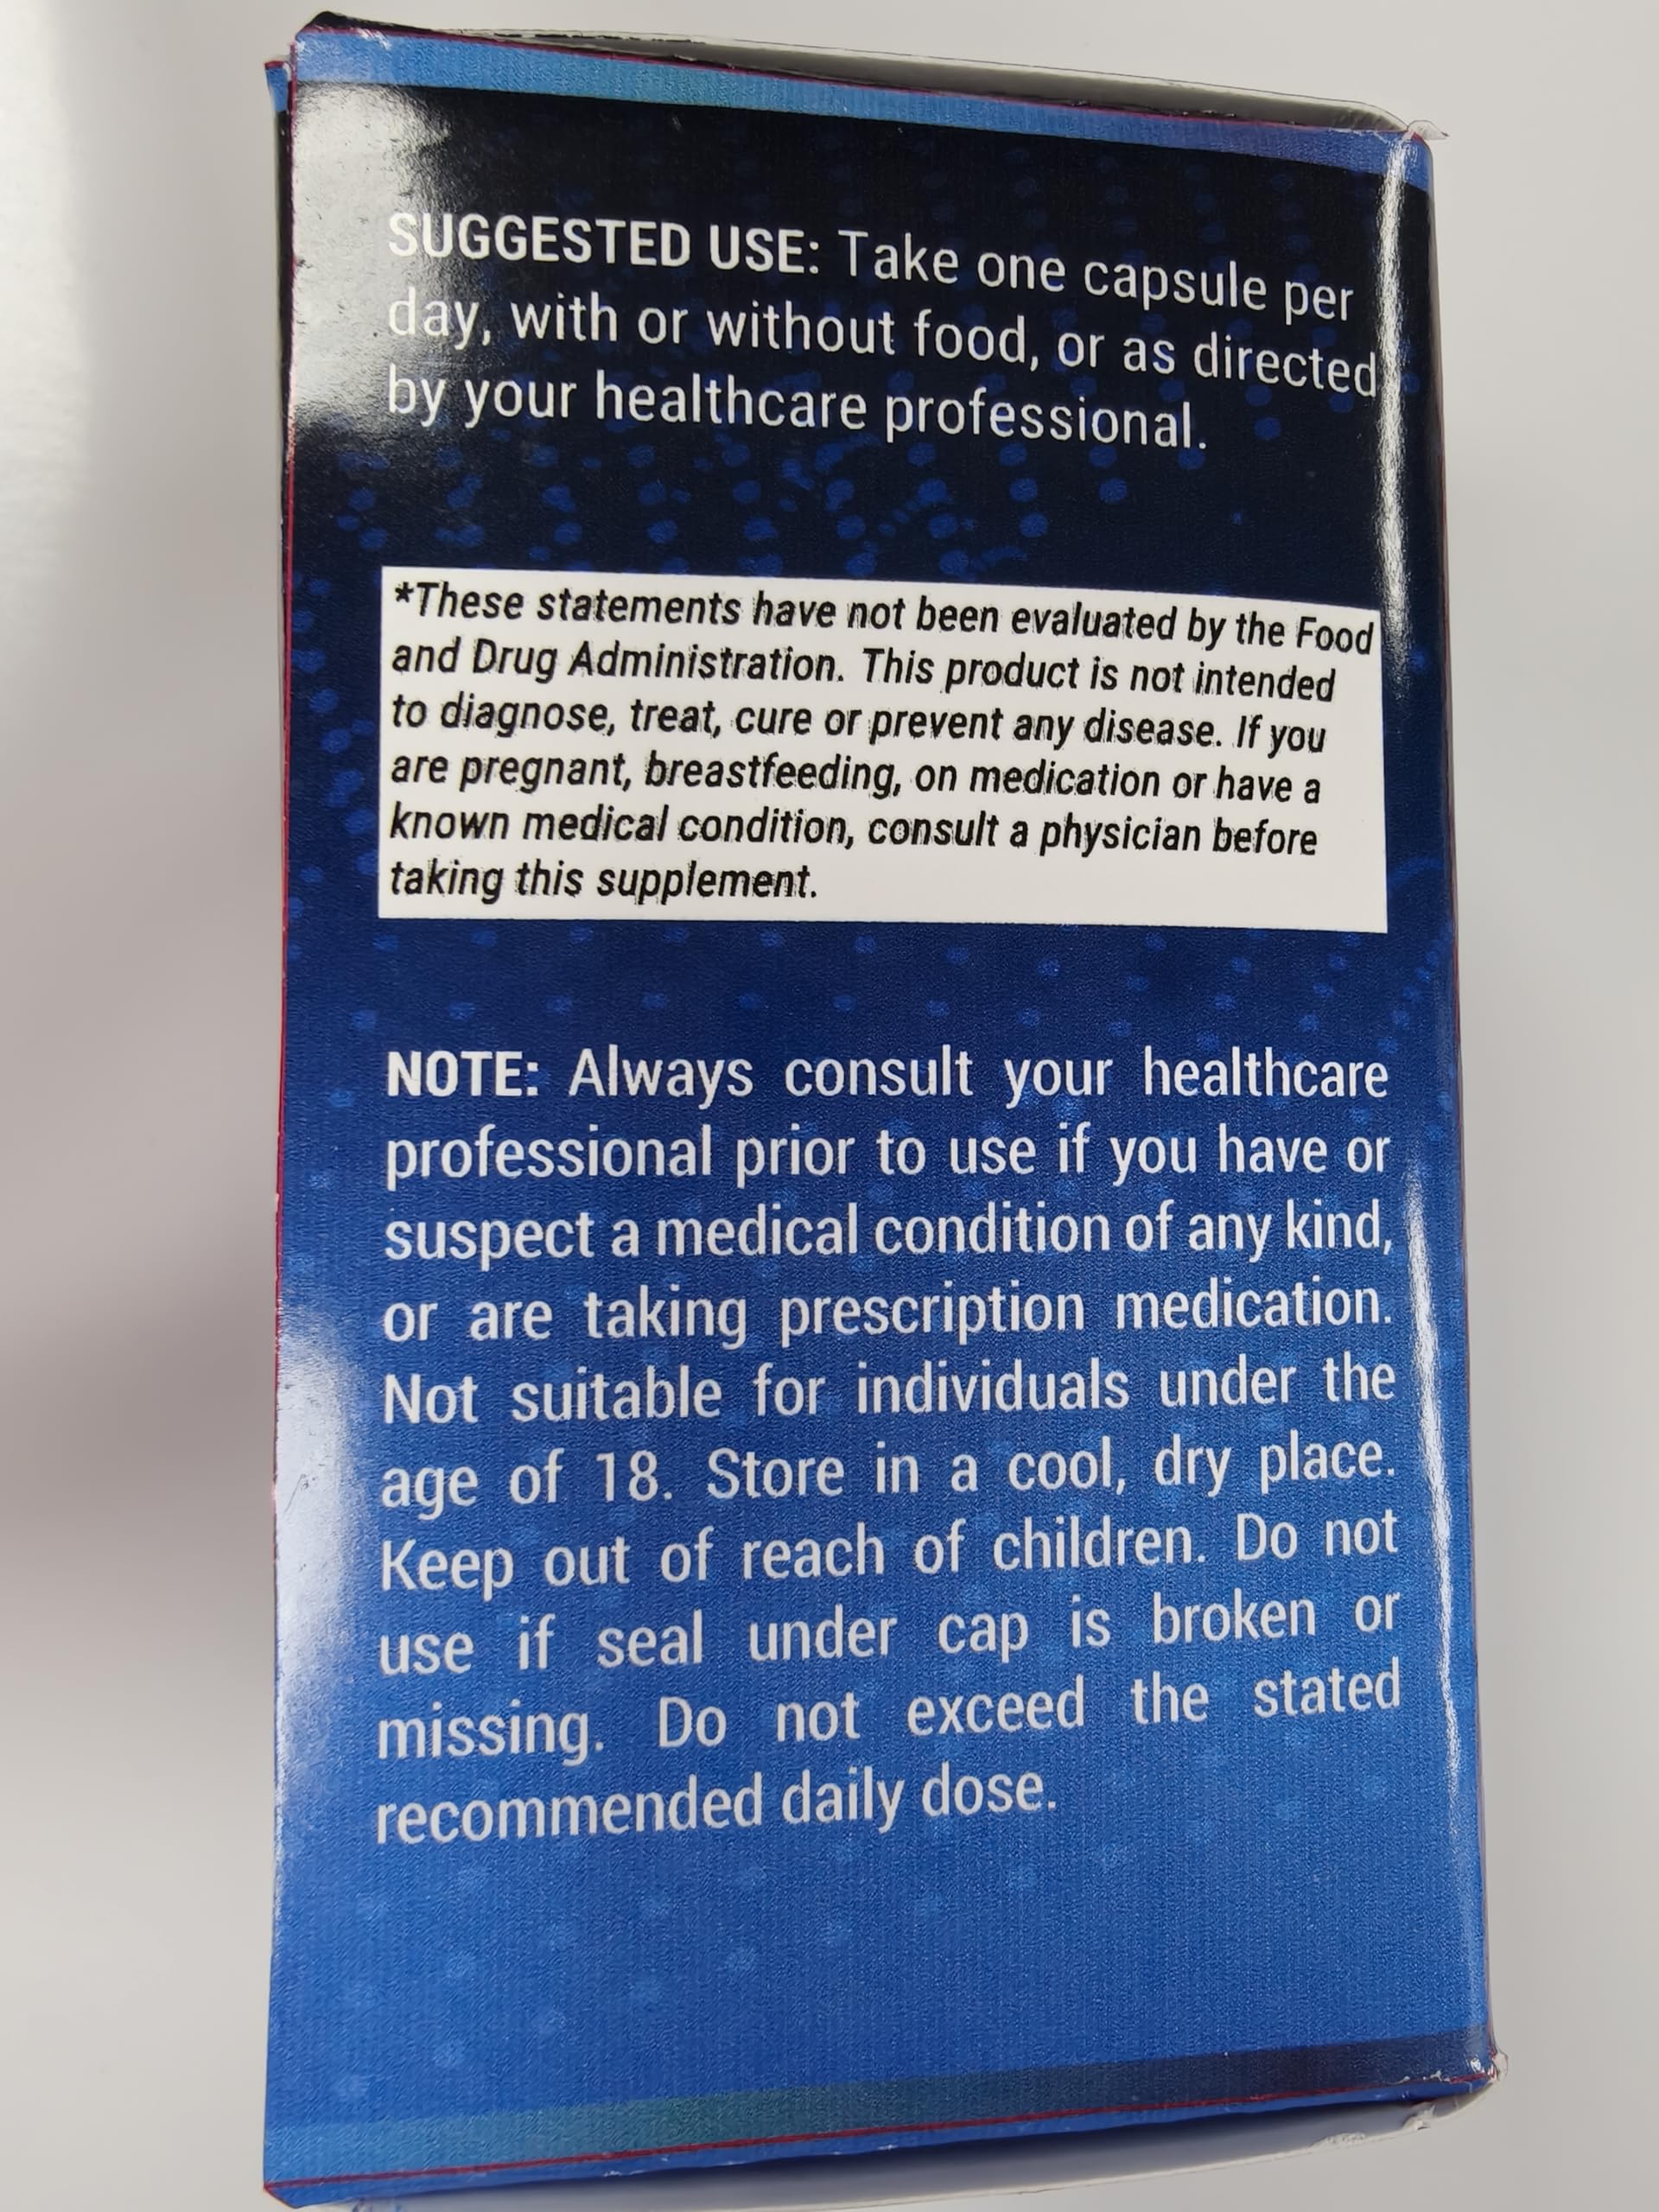 SUGGESTED USE: Take one capsule per
day, with or without food, or as directed
by your healthcare professional.
*These statements have not been evaluated by the Food
and Drug Administration. This product is not intended
to diagnose, treat, cure or prevent any disease. If you
are pregnant, breastfeeding, on medication or have a
known medical condition, consult a physician before
taking this supplement.
NOTE: Always consult your healthcare
professional prior to use if you have or
suspect a medical condition of any kind,
or are taking prescription medication.
Not suitable for individuals under the
age of 18. Store in a cool, dry place.
Keep out of reach of children. Do not
use if seal under cap is broken or
missing. Do not exceed the stated
recommended daily dose.